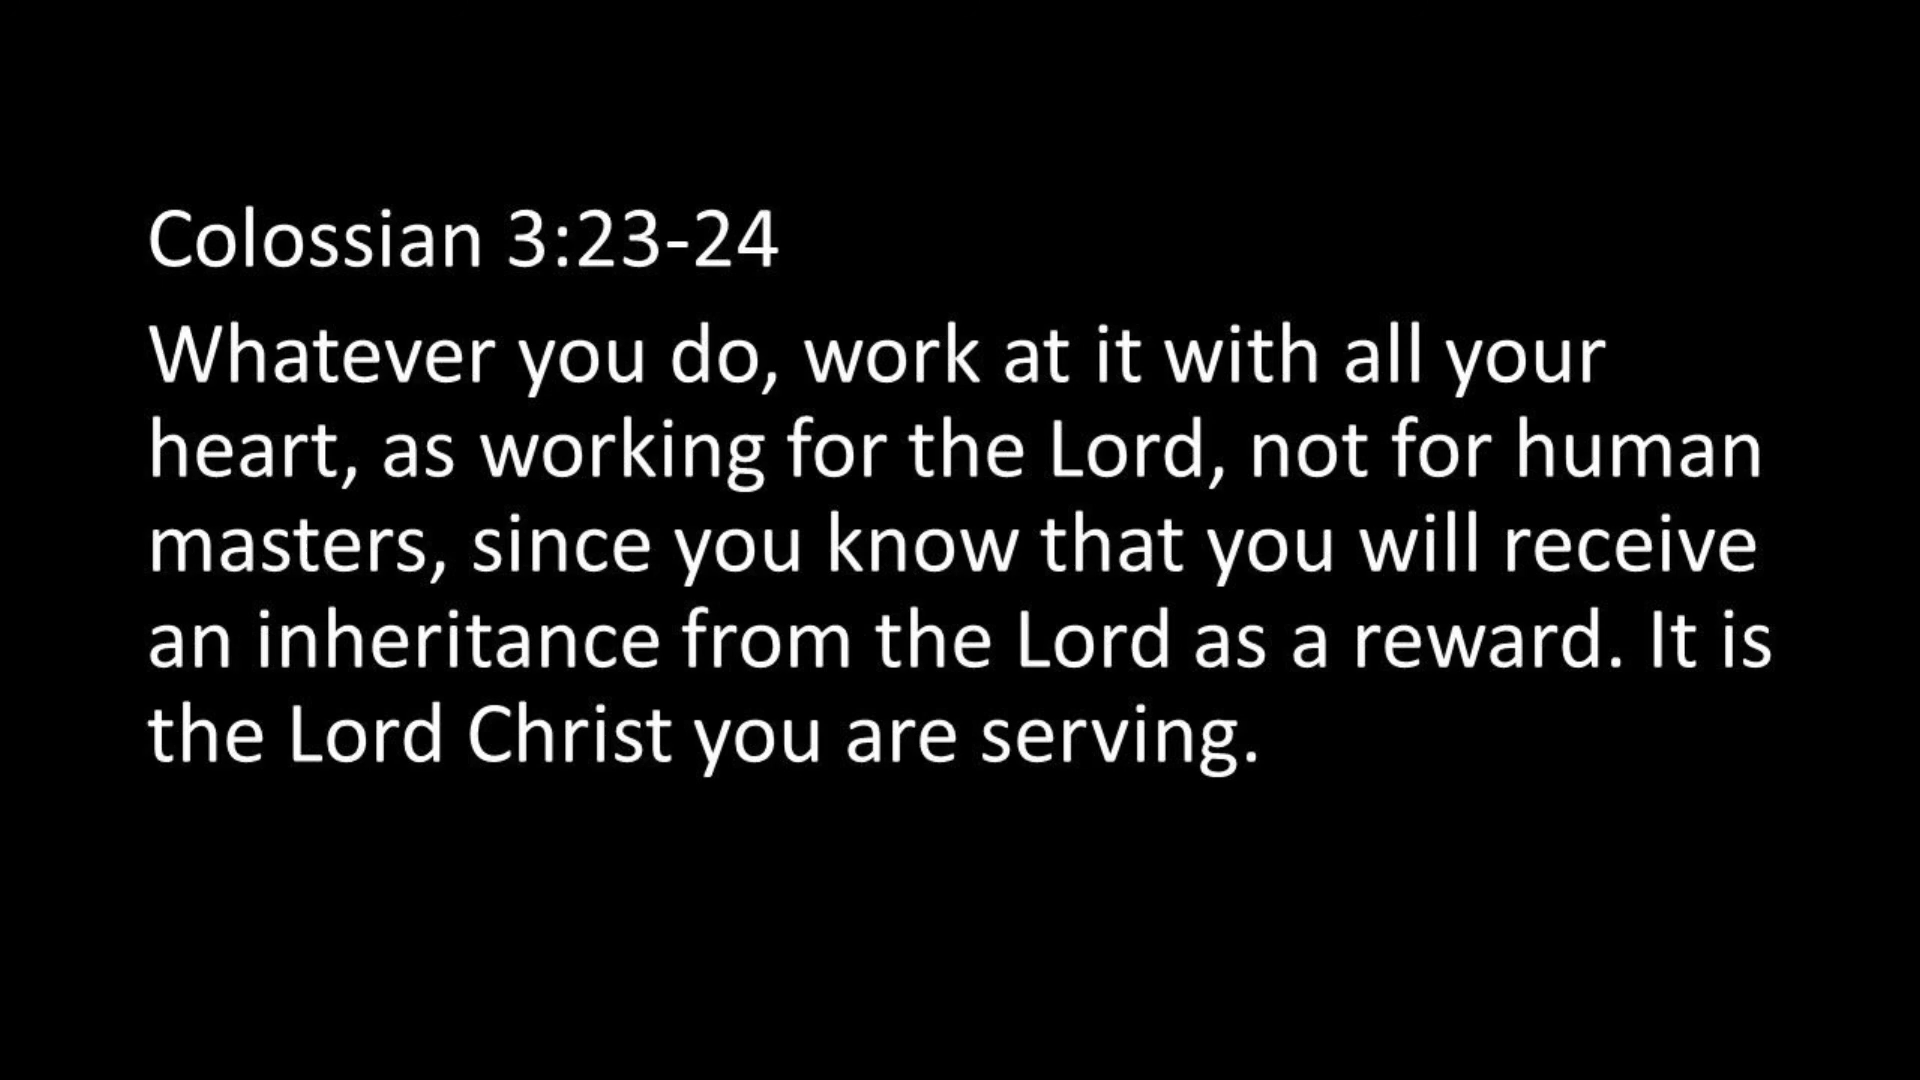 Colossian 3:23-24
Whatever you do, work at it with all your
heart, as working for the Lord, not for human
masters, since you know that you will receive
an inheritance from the Lord as a reward. It is
the Lord Christ you are serving.